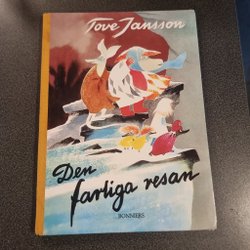 Tove Jansson
Den
farliga resan
BONNIERS